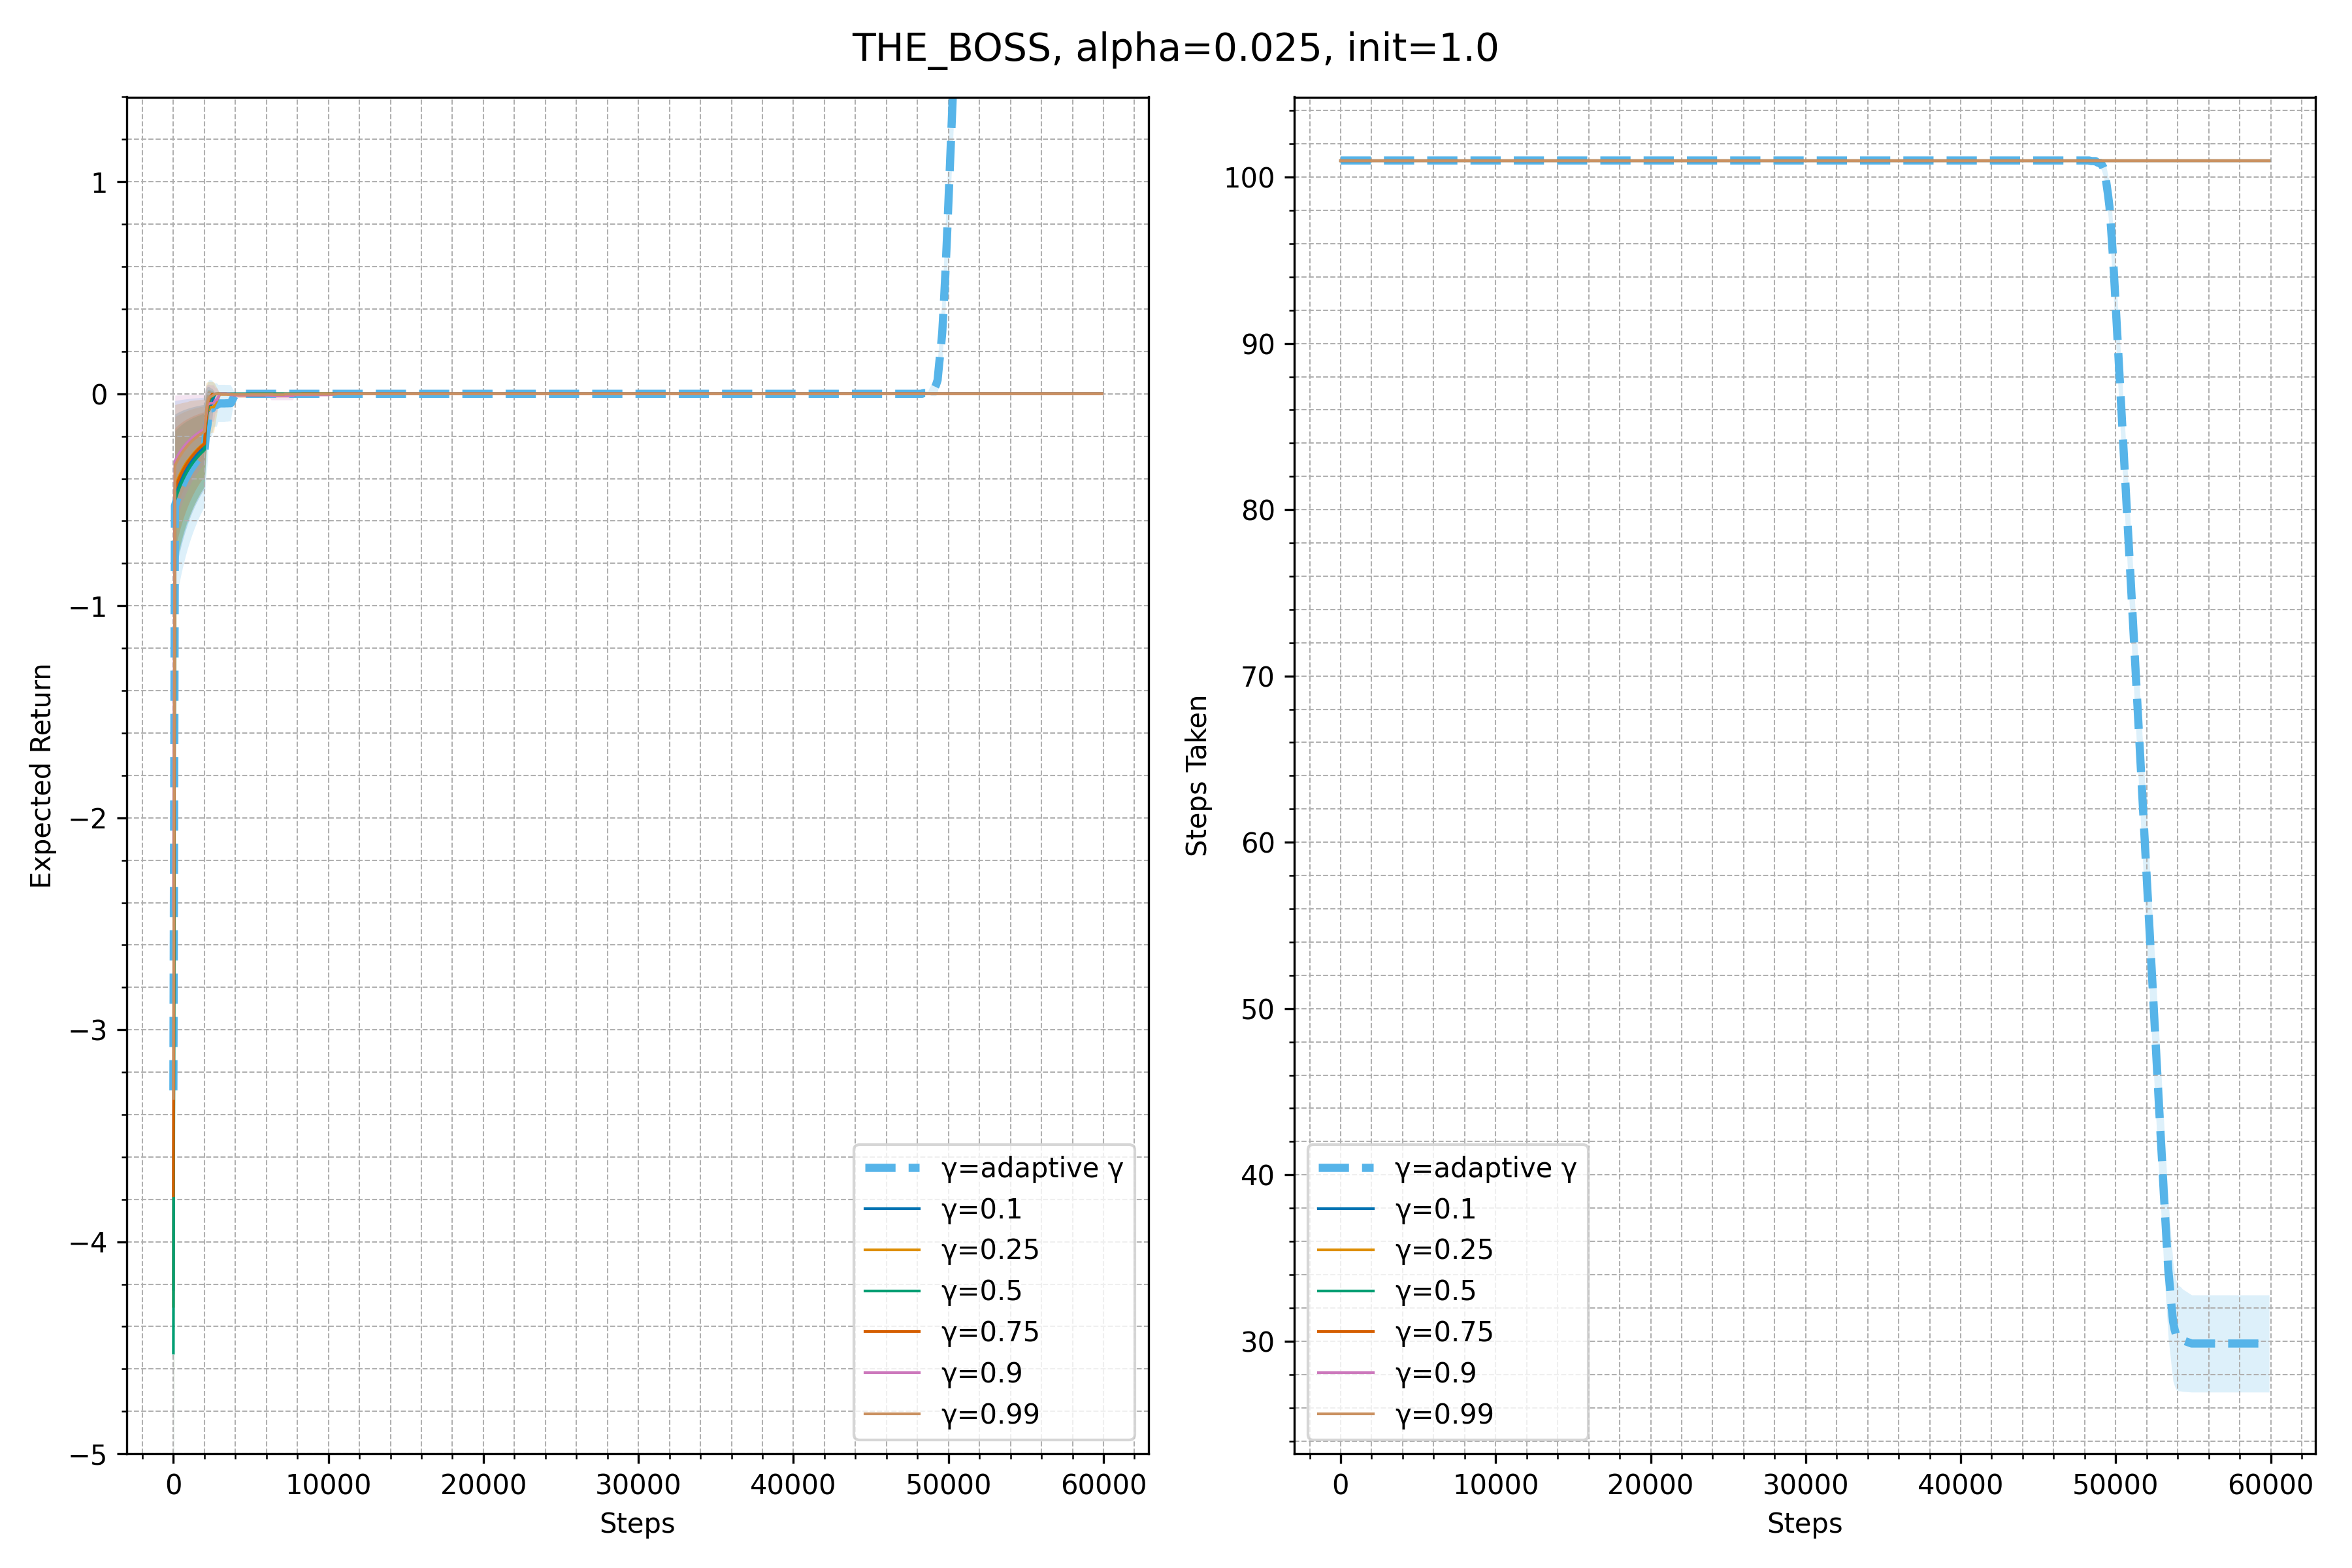 THE_BOSS, alpha=0.025, init=1.0
Expected Return
1
0
−1
−2
−3
−4
−5
0 10000 20000 30000 40000 50000 60000
Steps
γ=adaptive γ
γ=0.1
γ=0.25
γ=0.5
γ=0.75
γ=0.9
γ=0.99
Steps Taken
100
90
80
70
60
50
40
30
0 10000 20000 30000 40000 50000 60000
Steps
γ=adaptive γ
γ=0.1
γ=0.25
γ=0.5
γ=0.75
γ=0.9
γ=0.99